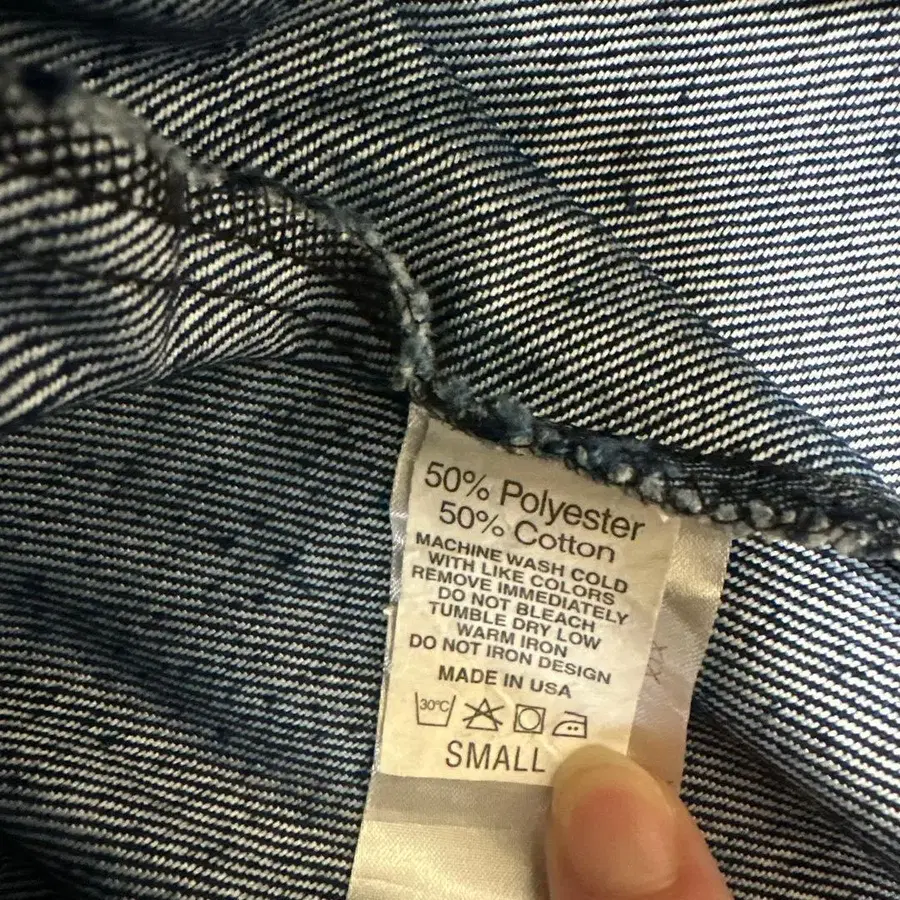 50% Polyester
50% Cotton
MACHINE WASH COLD
WITH LIKE COLORS
REMOVE IMMEDIATELY
DO NOT BLEACH
TUMBLE DRY LOW
WARM IRON
DO NOT IRON DESIGN
MADE IN USA
30°C
SMALL